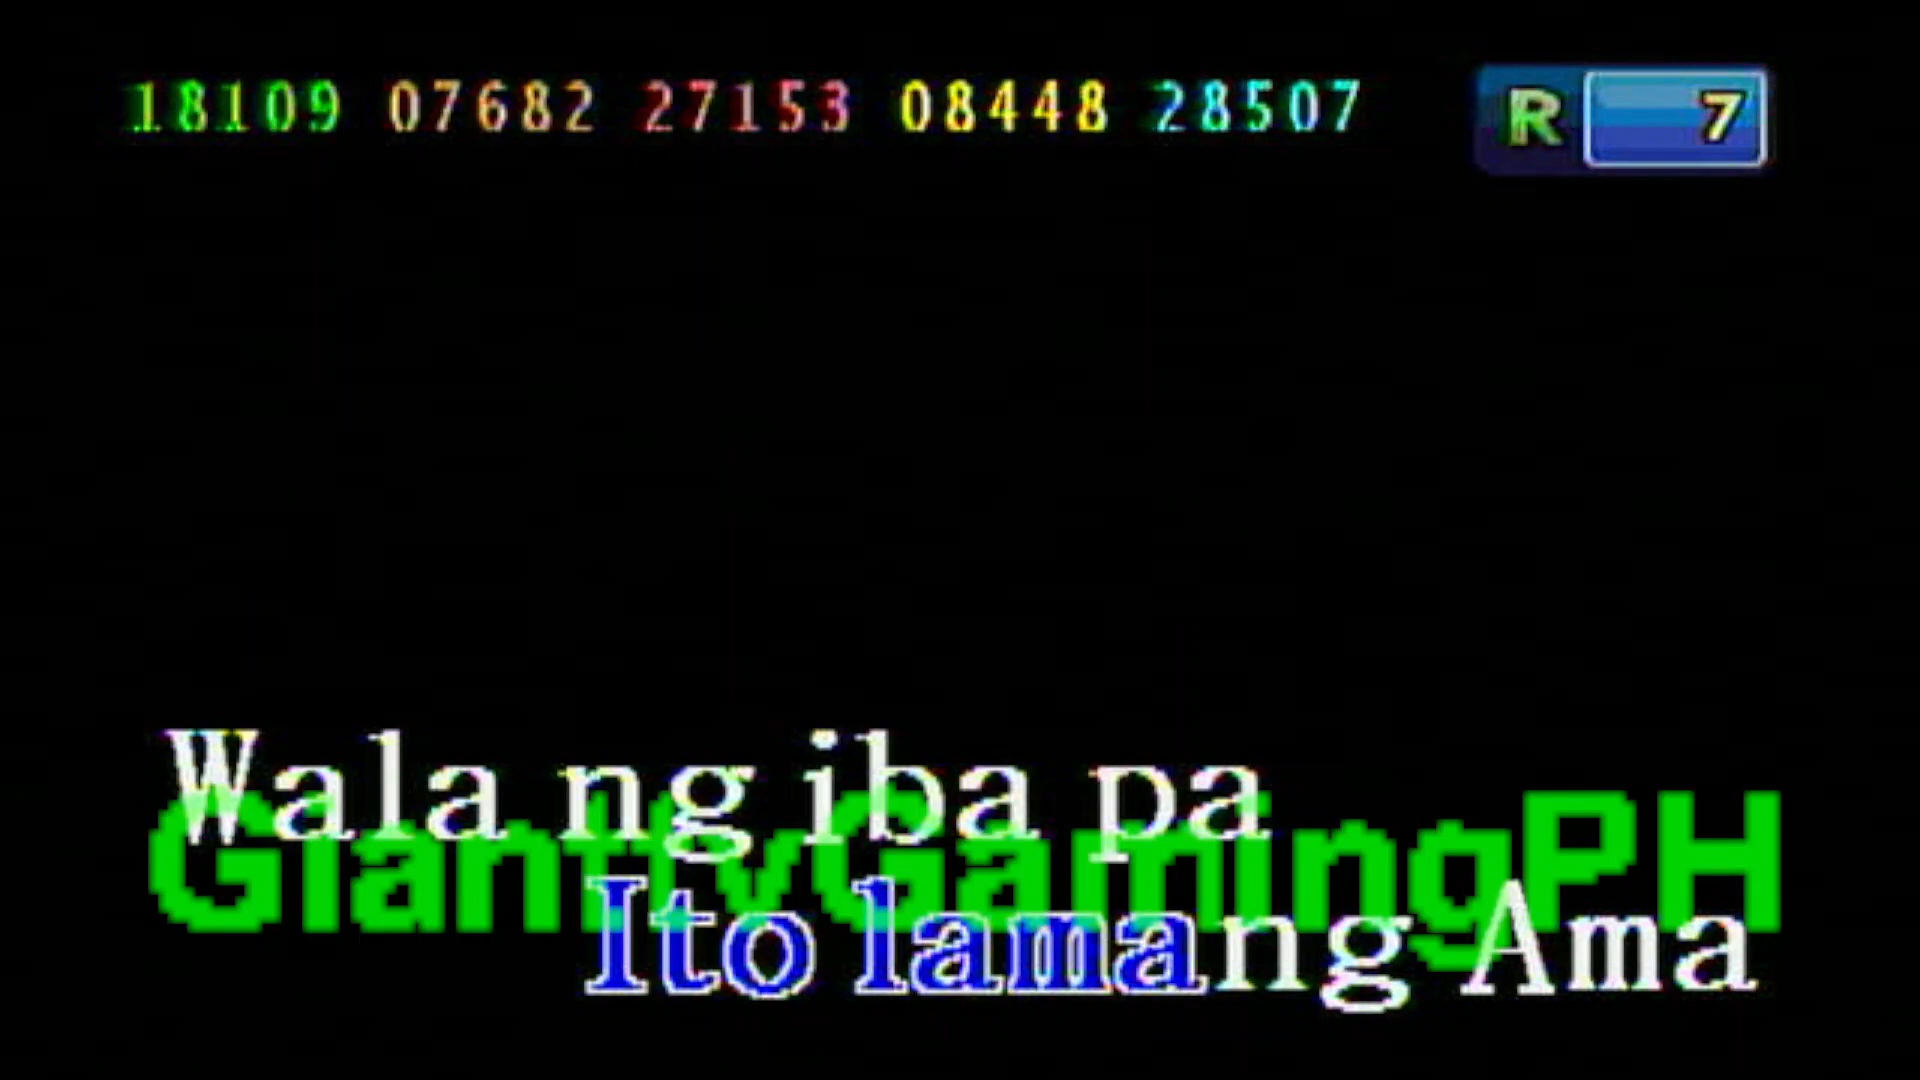 18109 07682 27153 08448 28507
R 7
Wala ng iba pa
GianttvGamingPH
Ito lamang Ama